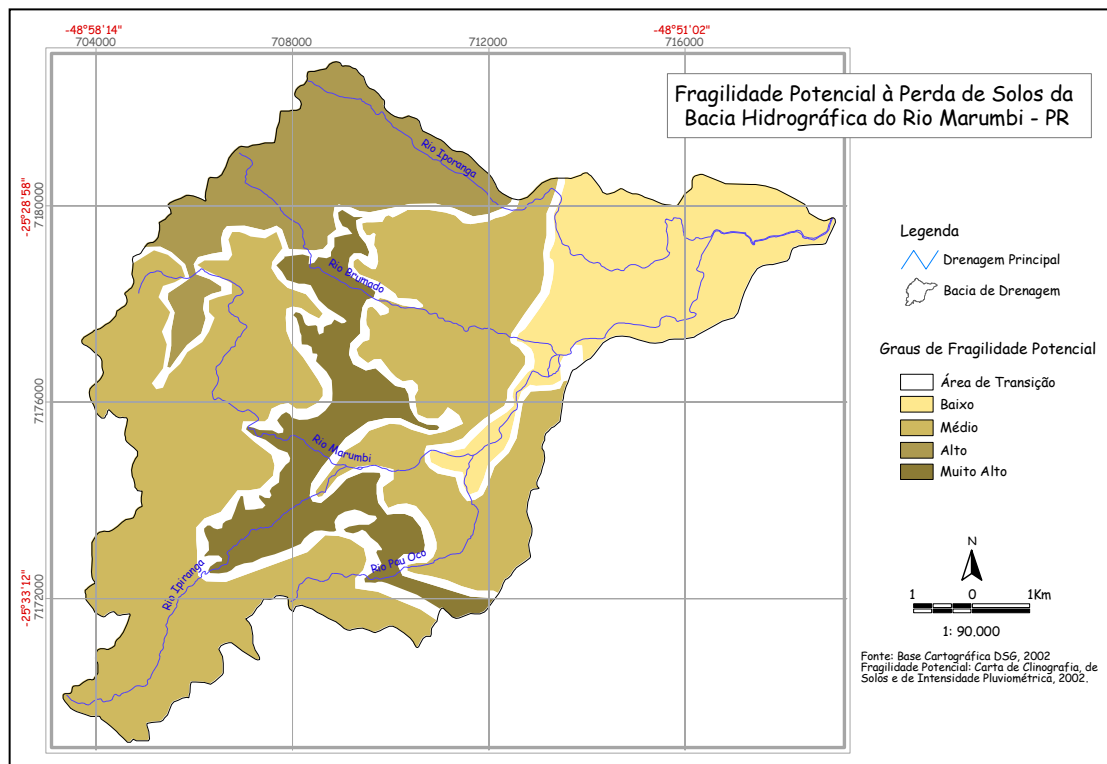 -48°58'14"
-48°51'02"
704000
708000
712000
716000
Fragilidade Potencial à Perda de Solos da
Bacia Hidrográfica do Rio Marumbi - PR
-25°28'58"
7180000
7176000
-25°33'12"
7172000
Rio Iporanga
Rio Brumado
Rio Marumbi
Rio Pau Oco
Rio Ipiranga
Legenda
Drenagem Principal
Bacia de Drenagem
Graus de Fragilidade Potencial
Área de Transição
Baixo
Médio
Alto
Muito Alto
N
1 0 1Km
1: 90.000
Fonte: Base Cartográfica DSG, 2002
Fragilidade Potencial: Carta de Clinografia, de
Solos e de Intensidade Pluviométrica, 2002.